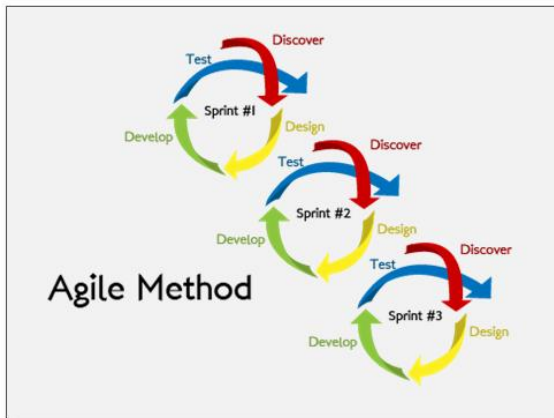 Discover
Test
Sprint #1
Develop
Design
Discover
Test
Sprint #2
Develop
Design
Discover
Test
Sprint #3
Develop
Design
Agile Method